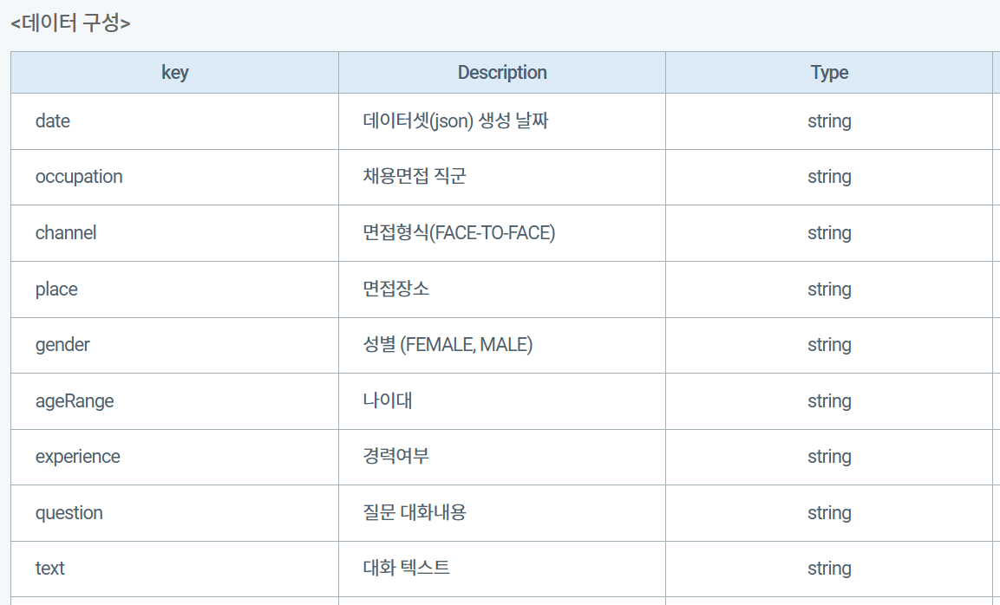 <데이터 구성>
key Description Type
date 데이터셋(json) 생성 날짜 string
occupation 채용면접 직군 string
channel 면접형식(FACE-TO-FACE) string
place 면접장소 string
gender 성별 (FEMALE, MALE) string
ageRange 나이대 string
experience 경력여부 string
question 질문 대화내용 string
text 대화 텍스트 string